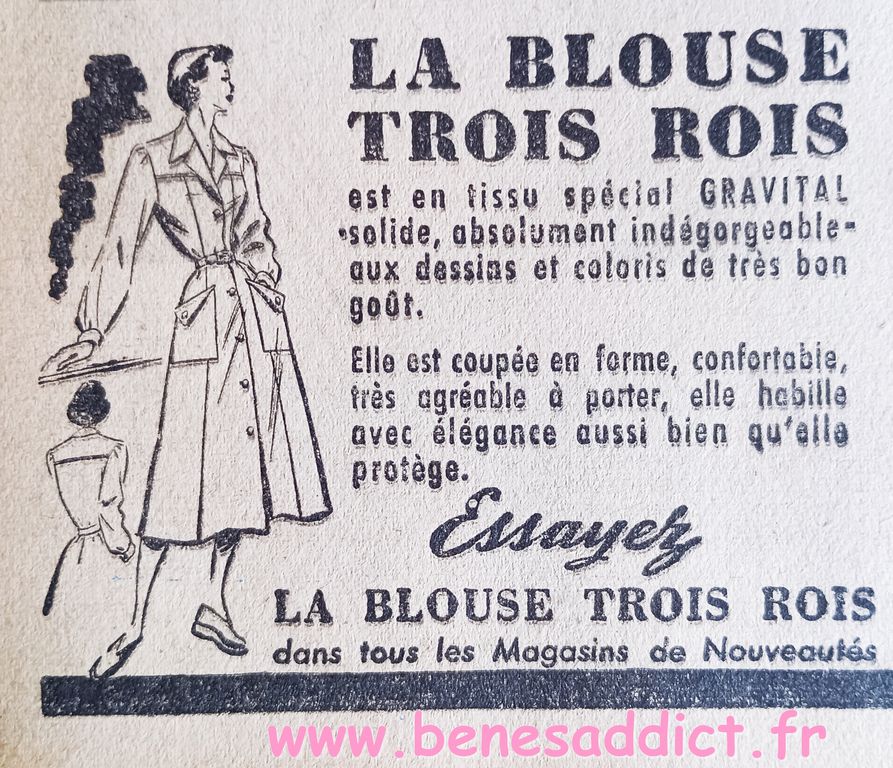 LA BLOUSE
TROIS ROIS
est en tissu spécial GRAVITAL
"solide, absolument indégorgeable"
aux dessins et coloris de très bon
goût.
Elle est coupée en forme, confortable,
très agréable à porter, elle habille
avec élégance aussi bien qu'elle
protège.
Essayez
LA BLOUSE TROIS ROIS
dans tous les Magasins de Nouveautés
www.benesaddict.fr